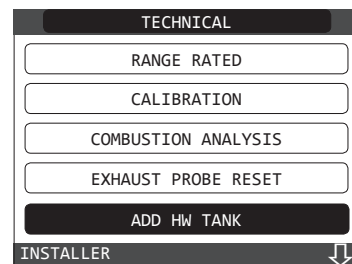 TECHNICAL
RANGE RATED
CALIBRATION
COMBUSTION ANALYSIS
EXHAUST PROBE RESET
ADD HW TANK
INSTALLER